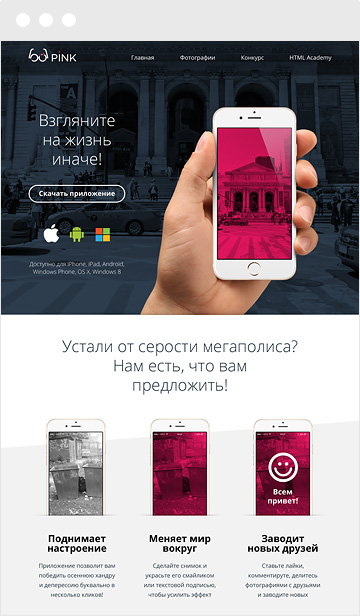 PINK
Главная Фотографии Конкурс HTML Academy
Взгляните
на жизнь
иначе!
Скачать приложение
Доступно для iPhone, iPad, Android,
Windows Phone, OS X, Windows 8
Устали от серости мегаполиса?
Нам есть, что вам
предложить!
Всем
привет!
Поднимает
настроение
Меняет мир
вокруг
Заводит
новых друзей
Приложение позволит вам
победить осеннюю хандру
и депрессию буквально в
несколько кликов!
Сделайте снимок и
украсьте его смайликом
или текстовой подписью,
чтобы усилить эффект
Ставьте лайки,
комментируйте, делитесь
фотографиями с друзьями
и заводите новых